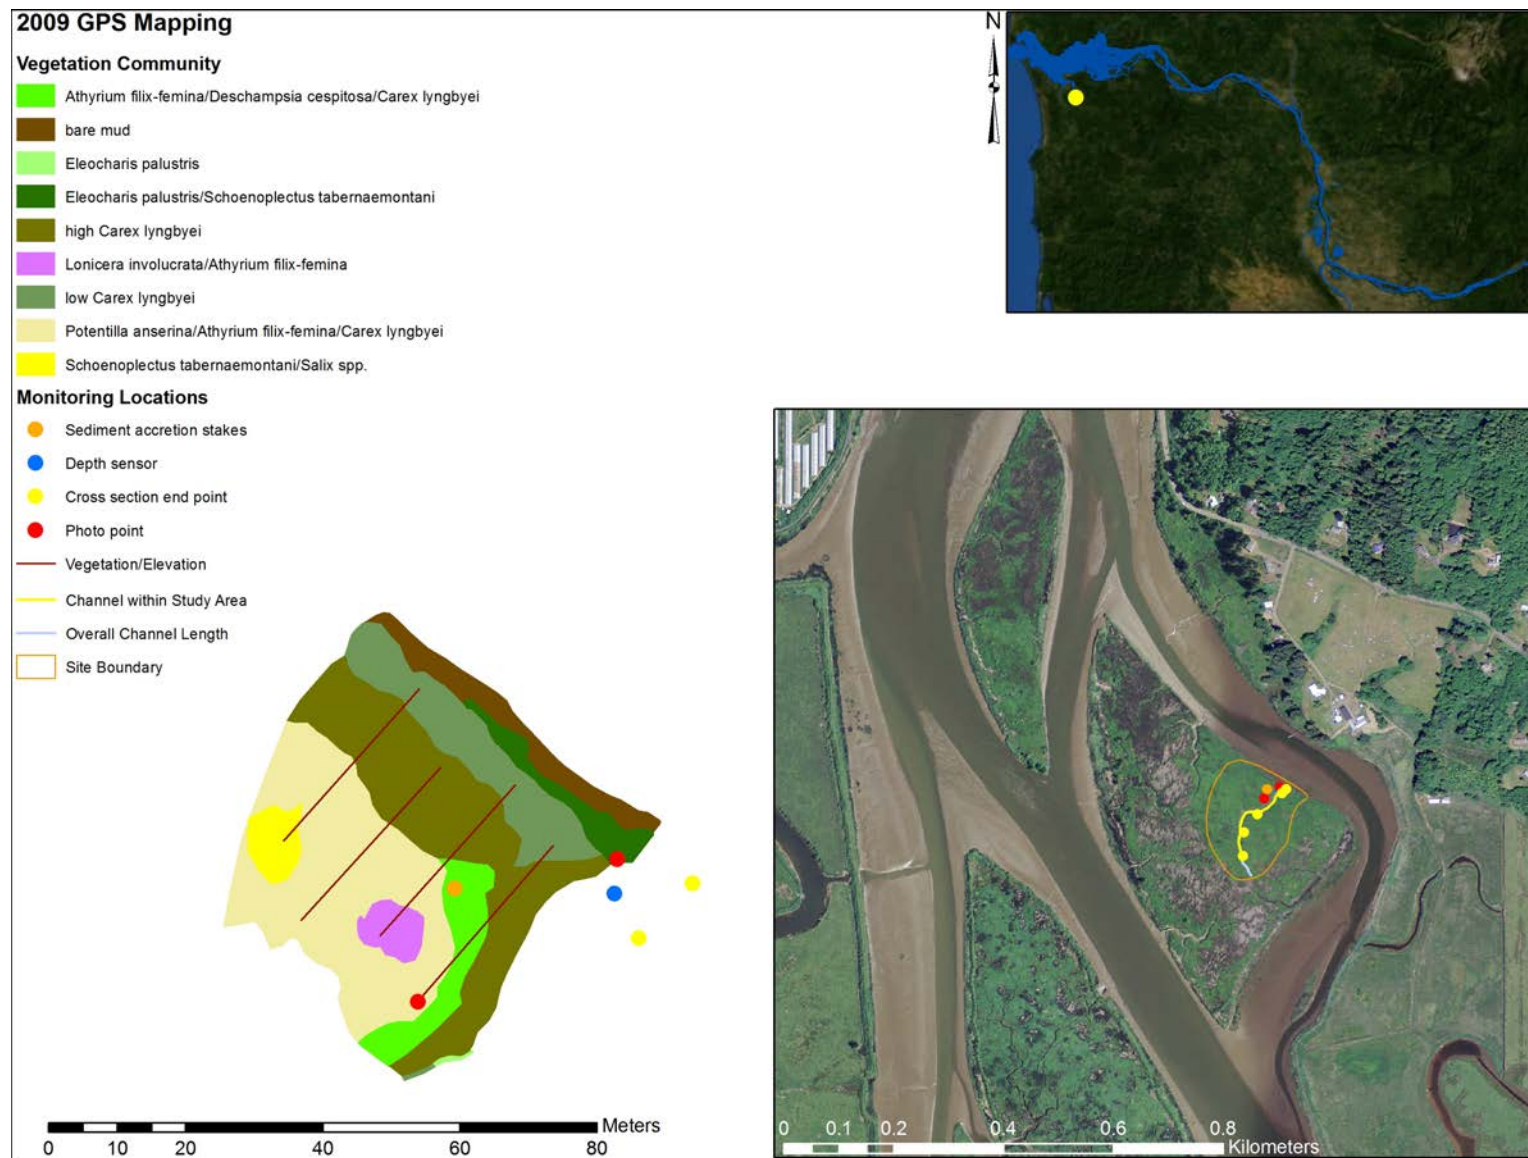 2009 GPS Mapping
Vegetation Community
Athyrium filix-femina/Deschampsia cespitosa/Carex lyngbyei
bare mud
Eleocharis palustris
Eleocharis palustris/Schoenoplectus tabernaemontani
high Carex lyngbyei
Lonicera involucrata/Athyrium filix-femina
low Carex lyngbyei
Potentilla anserina/Athyrium filix-femina/Carex lyngbyei
Schoenoplectus tabernaemontani/Salix spp.
Monitoring Locations
Sediment accretion stakes
Depth sensor
Cross section end point
Photo point
Vegetation/Elevation
Channel within Study Area
Overall Channel Length
Site Boundary
Meters
0 10 20 40 60 80
N
0 0.1 0.2 0.4 0.6 0.8
Kilometers